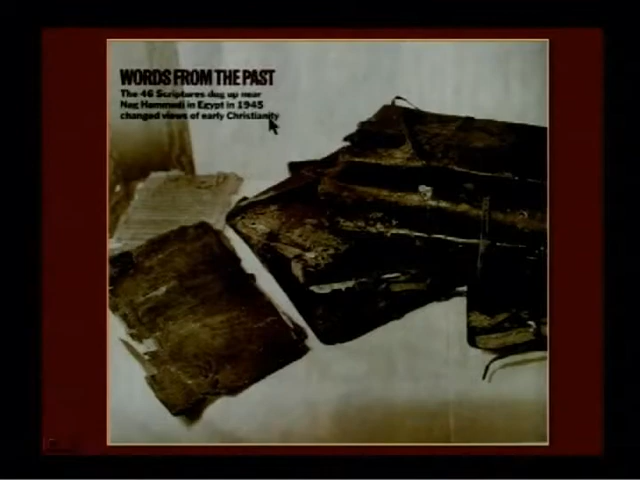 WORDS FROM THE PAST
The 46 Scriptures dug up near
Nag Hammadi in Egypt in 1945
changed views of early Christianity